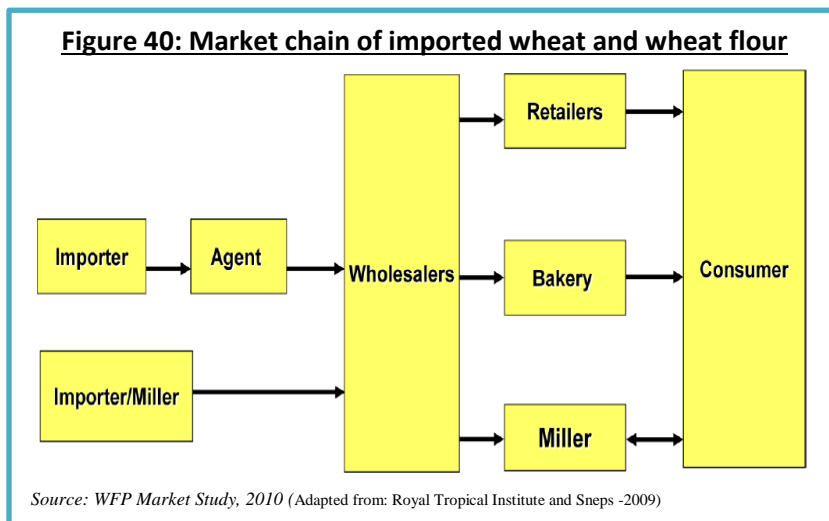 Figure 40: Market chain of imported wheat and wheat flour
Retailers
Importer
Agent
Wholesalers
Bakery
Consumer
Importer/Miller
Miller
Source: WFP Market Study, 2010 (Adapted from: Royal Tropical Institute and Sneps -2009)